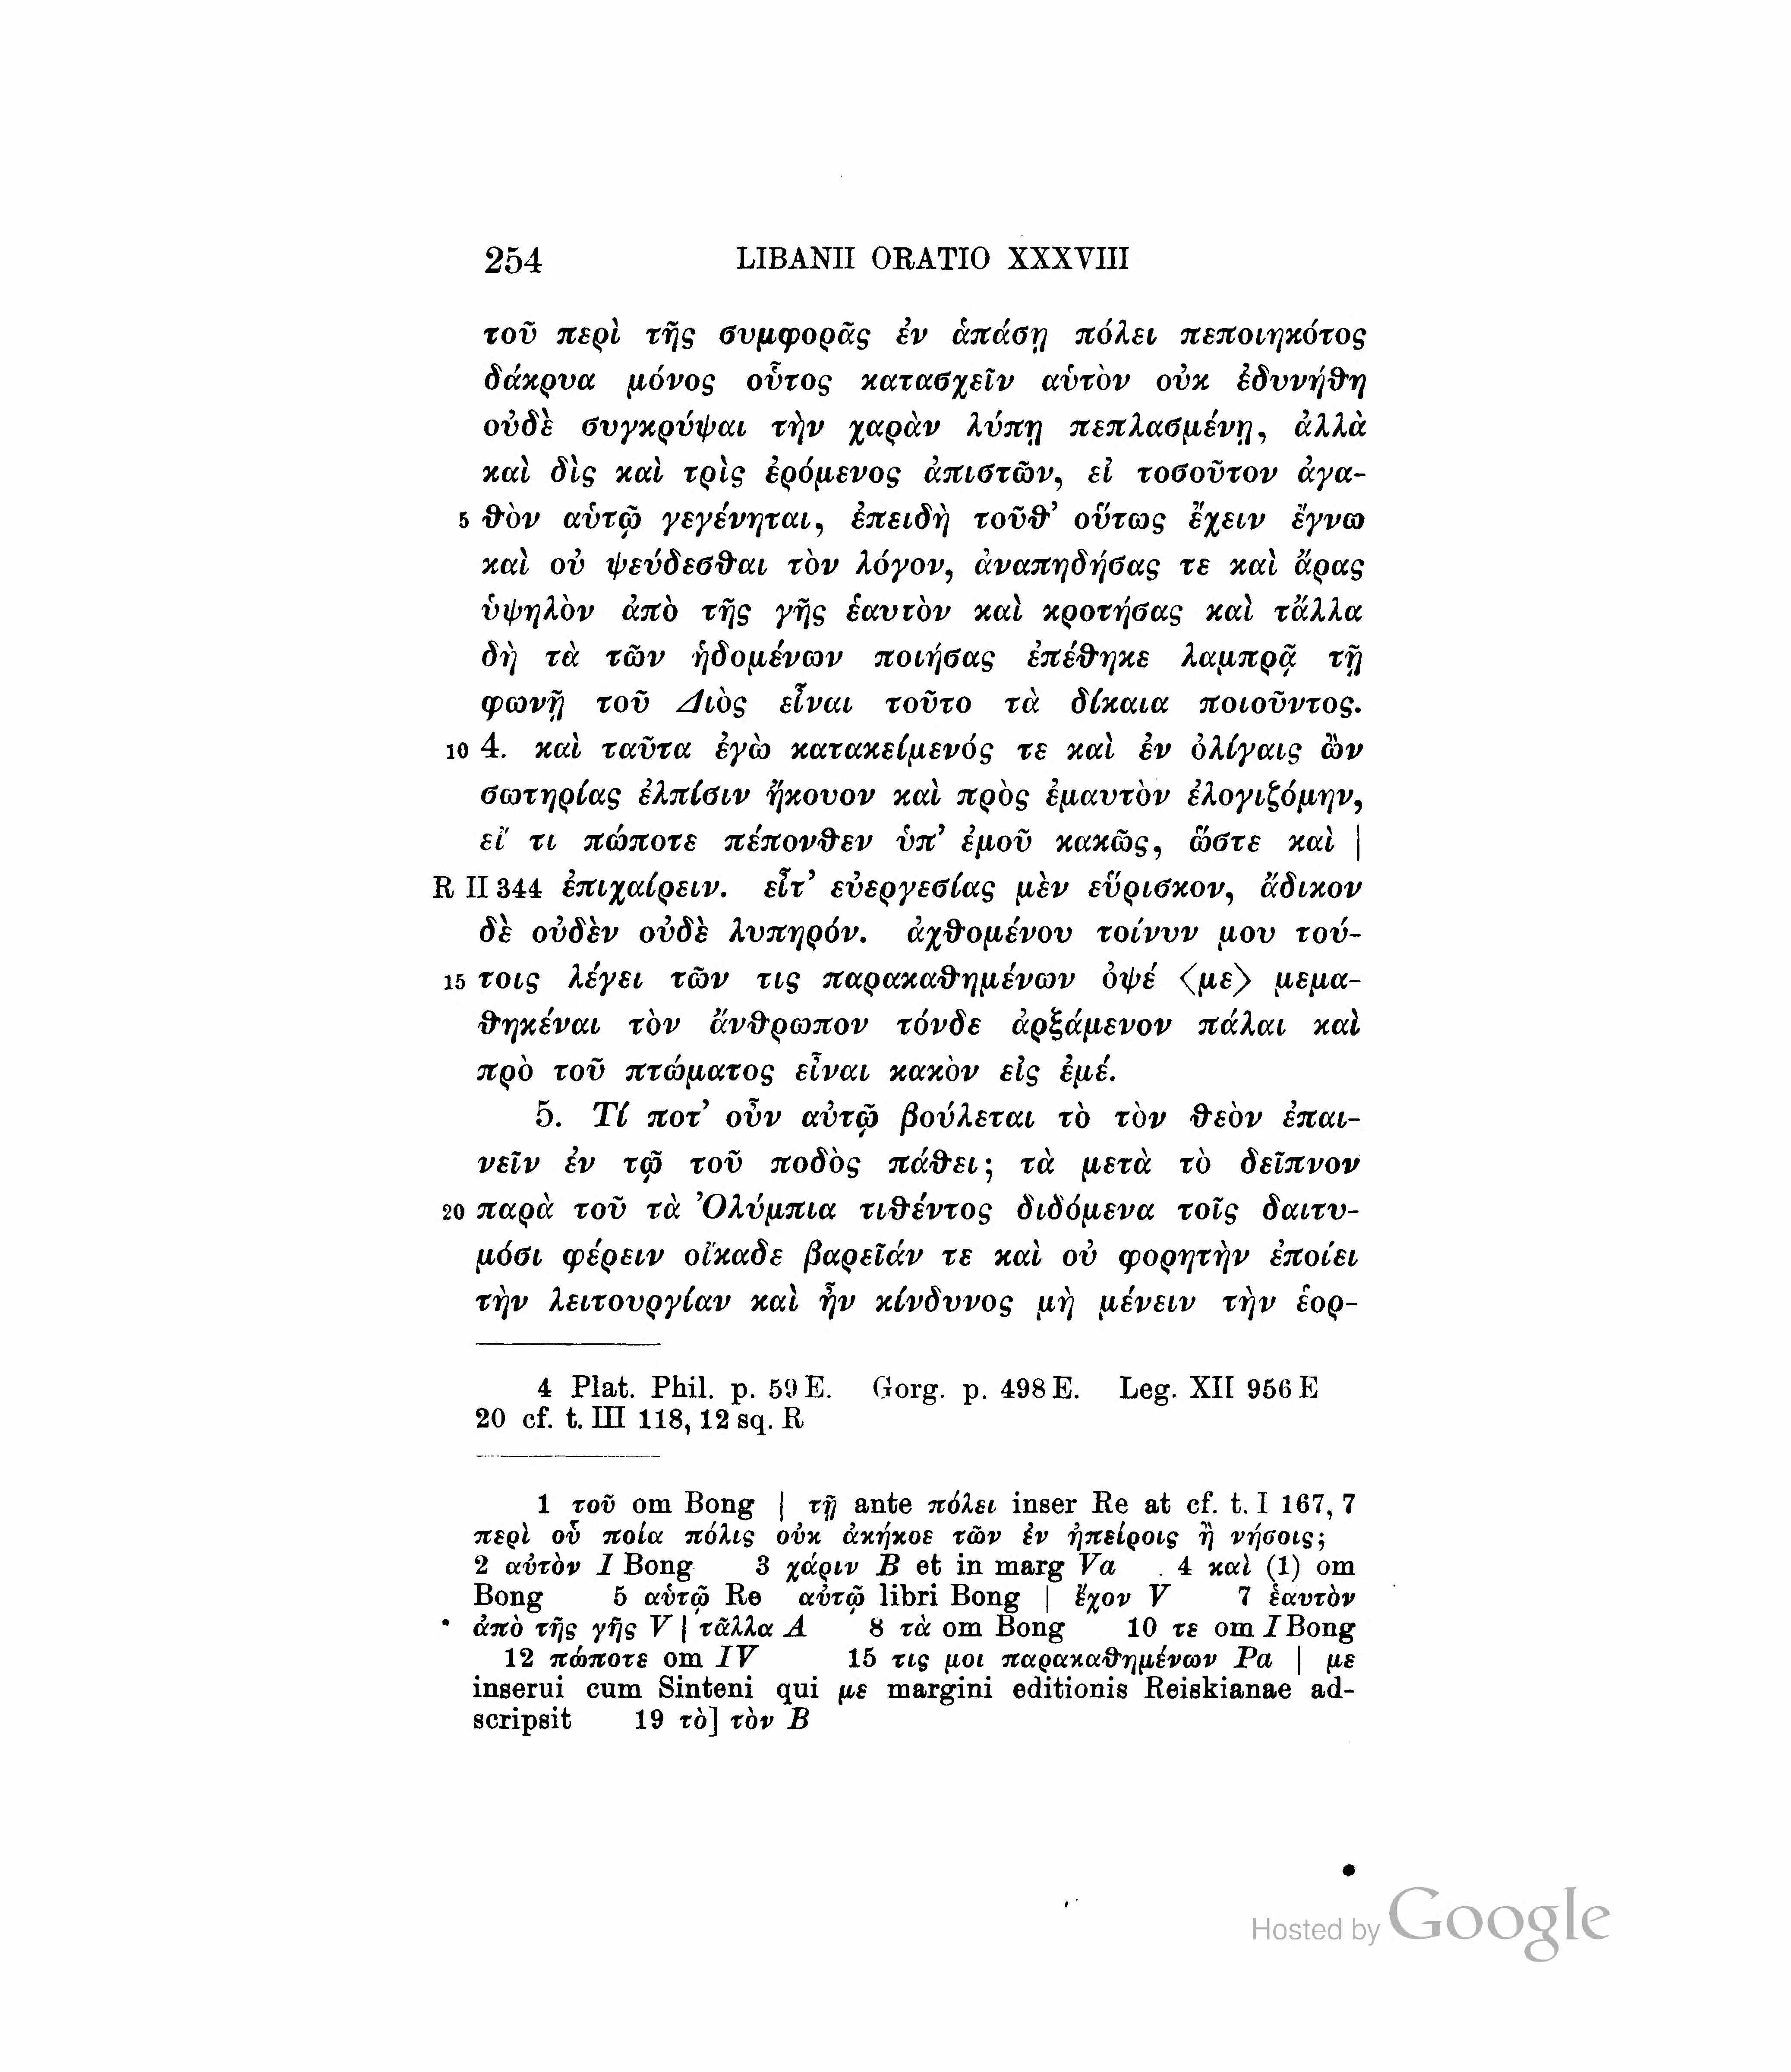 254 LIBANII ORATIO XXXVIII
τοῦ περὶ τῆς συμφορᾶς ἐν ἁπάσῃ πόλει πεποιηκότος
δάκρυα μόνος οὗτος κατασχεῖν αὑτὸν οὐκ ἐδυνήθη
οὐδὲ συγκρύψαι τὴν χαρὰν λύπῃ πεπλασμένῃ, ἀλλὰ
καὶ δὶς καὶ τρὶς ἐρόμενος ἀπιστῶν, εἰ τοσοῦτον ἀγα-
5 θὸν αὑτῷ γεγένηται, ἐπειδὴ τοῦθ’ οὕτως ἔχειν ἔγνω
καὶ οὐ ψεύδεσθαι τὸν λόγον, ἀναπηδήσας τε καὶ ἄρας
ὑψηλὸν ἀπὸ τῆς γῆς ἑαυτὸν καὶ κροτήσας καὶ τἄλλα
δὴ τὰ τῶν ἡδομένων ποιήσας ἐπέθηκε λαμπρᾷ τῇ
φωνῇ τοῦ Διὸς εἶναι τοῦτο τὰ δίκαια ποιοῦντος.
10 4. καὶ ταῦτα ἐγὼ κατακείμενός τε καὶ ἐν ὀλίγαις ὢν
σωτηρίας ἐλπίσιν ἤκουον καὶ πρὸς ἐμαυτὸν ἐλογιζόμην,
εἴ τι πώποτε πέπονθεν ὑπ’ ἐμοῦ κακῶς, ὥστε καὶ |
R II 344 ἐπιχαίρειν. εἶτ’ εὐεργεσίας μὲν εὕρισκον, ἄδικον
δὲ οὐδὲν οὐδὲ λυπηρόν. ἀχθομένου τοίνυν μου τού-
15 τοις λέγει τῶν τις παρακαθημένων ὀψέ ⟨με⟩ μεμα-
θηκέναι τὸν ἄνθρωπον τόνδε ἀρξάμενον πάλαι καὶ
πρὸ τοῦ πτώματος εἶναι κακὸν εἰς ἐμέ.
5. Τί ποτ’ οὖν αὐτῷ βούλεται τὸ τὸν θεὸν ἐπαι-
νεῖν ἐν τῷ τοῦ ποδὸς πάθει; τὰ μετὰ τὸ δεῖπνον
20 παρὰ τοῦ τὰ Ὀλύμπια τιθέντος διδόμενα τοῖς δαιτυ-
μόσι φέρειν οἴκαδε βαρεῖάν τε καὶ οὐ φορητὴν ἐποίει
τὴν λειτουργίαν καὶ ἦν κίνδυνος μὴ μένειν τὴν ἑορ-
4 Plat. Phil. p. 59 E. Gorg. p. 498 E. Leg. XII 956 E
20 cf. t. III 118, 12 sq. R
1 τοῦ om Bong | τῇ ante πόλει inser Re at cf. t. I 167, 7
περὶ οὗ ποία πόλις οὐκ ἀκήκοε τῶν ἐν ἠπείροις ἢ νήσοις;
2 αὐτὸν I Bong 3 χάριν B et in marg Va 4 καὶ (1) om
Bong 5 αὑτῷ Re αὐτῷ libri Bong | ἔχον V 7 ἑαυτὸν
ἀπὸ τῆς γῆς V | τᾶλλα A 8 τὰ om Bong 10 τε om I Bong
12 πώποτε om IV 15 τις μοι παρακαθημένων Pa | με
inserui cum Sinteni qui με margini editionis Reiskianae ad-
scripsit 19 τὸ] τὸν B
Hosted by Google